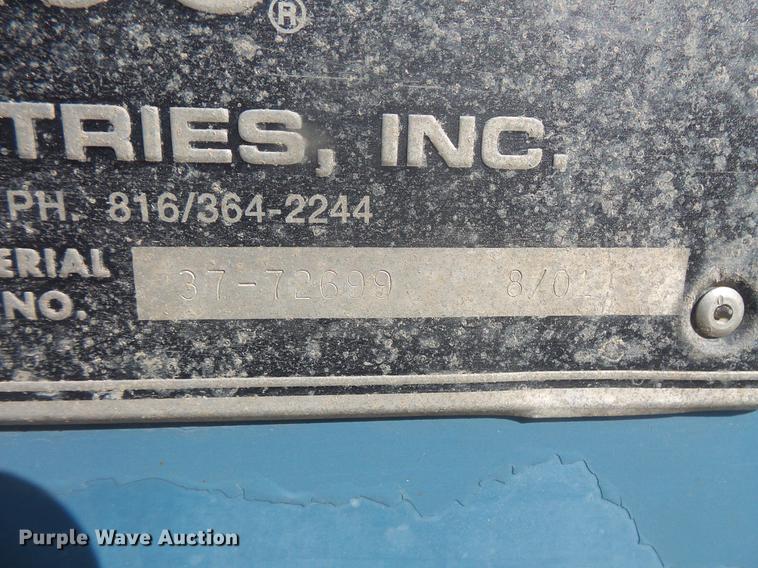 ®
TRIES, INC.
PH. 816/364-2244
ERIAL
NO. 37-72699 8/01
Purple Wave Auction